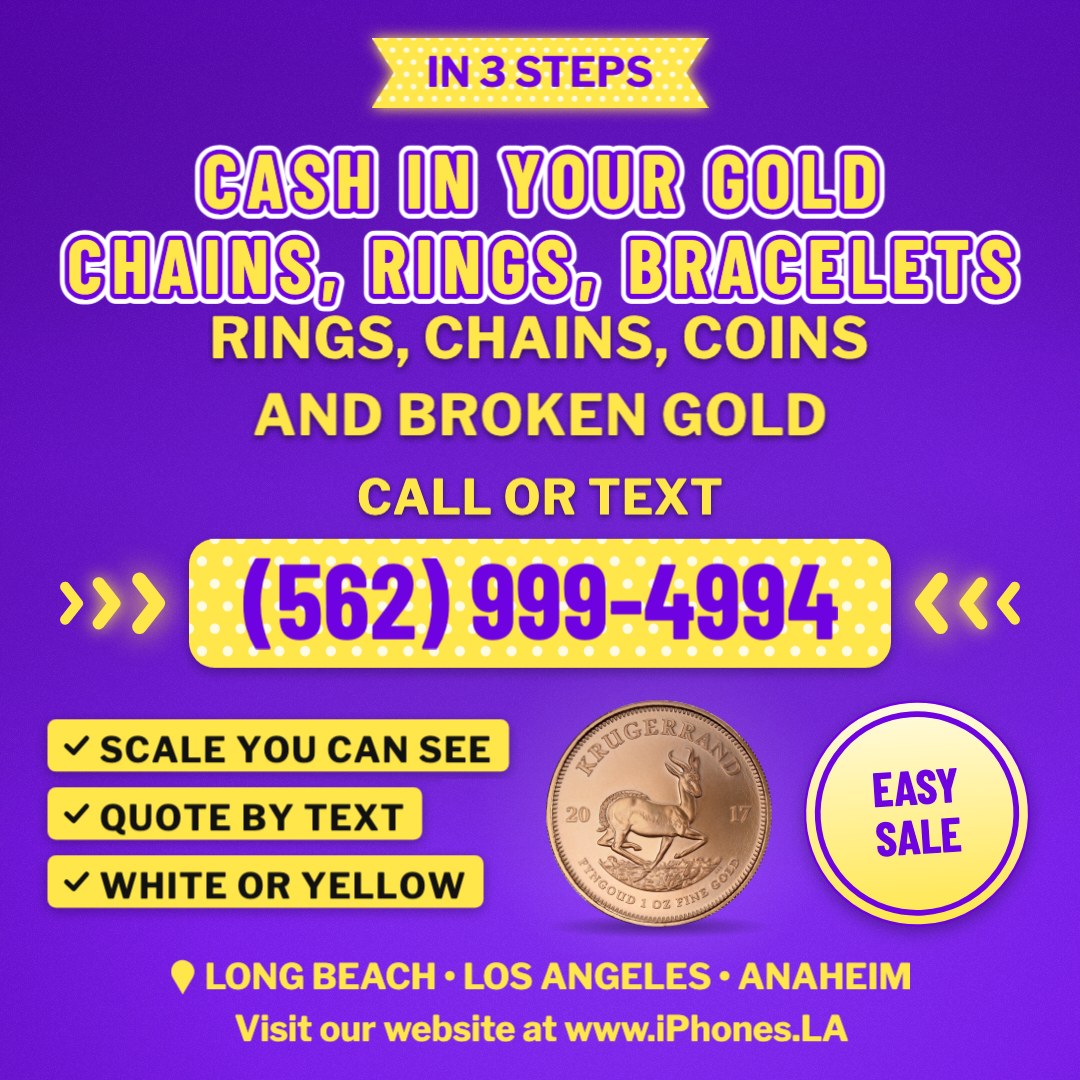 IN 3 STEPS
CASH IN YOUR GOLD
CHAINS, RINGS, BRACELETS
RINGS, CHAINS, COINS
AND BROKEN GOLD
CALL OR TEXT
(562) 999-4994
✓ SCALE YOU CAN SEE
✓ QUOTE BY TEXT
✓ WHITE OR YELLOW
KRUGERRAND
20 17
FYNGOUD 1 OZ FINE GOLD
EASY
SALE
LONG BEACH • LOS ANGELES • ANAHEIM
Visit our website at www.iPhones.LA